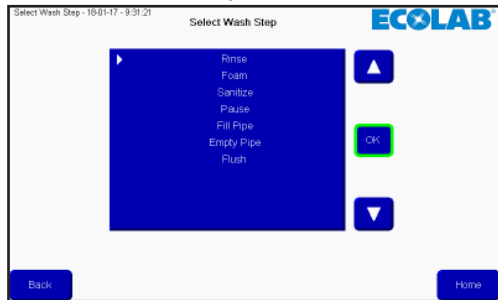 Select Wash Step - 18-01-17 - 9:31:21
Select Wash Step
ECOLAB®
Rinse
Foam
Sanitize
Pause
Fill Pipe
Empty Pipe
Flush
OK
Back
Home